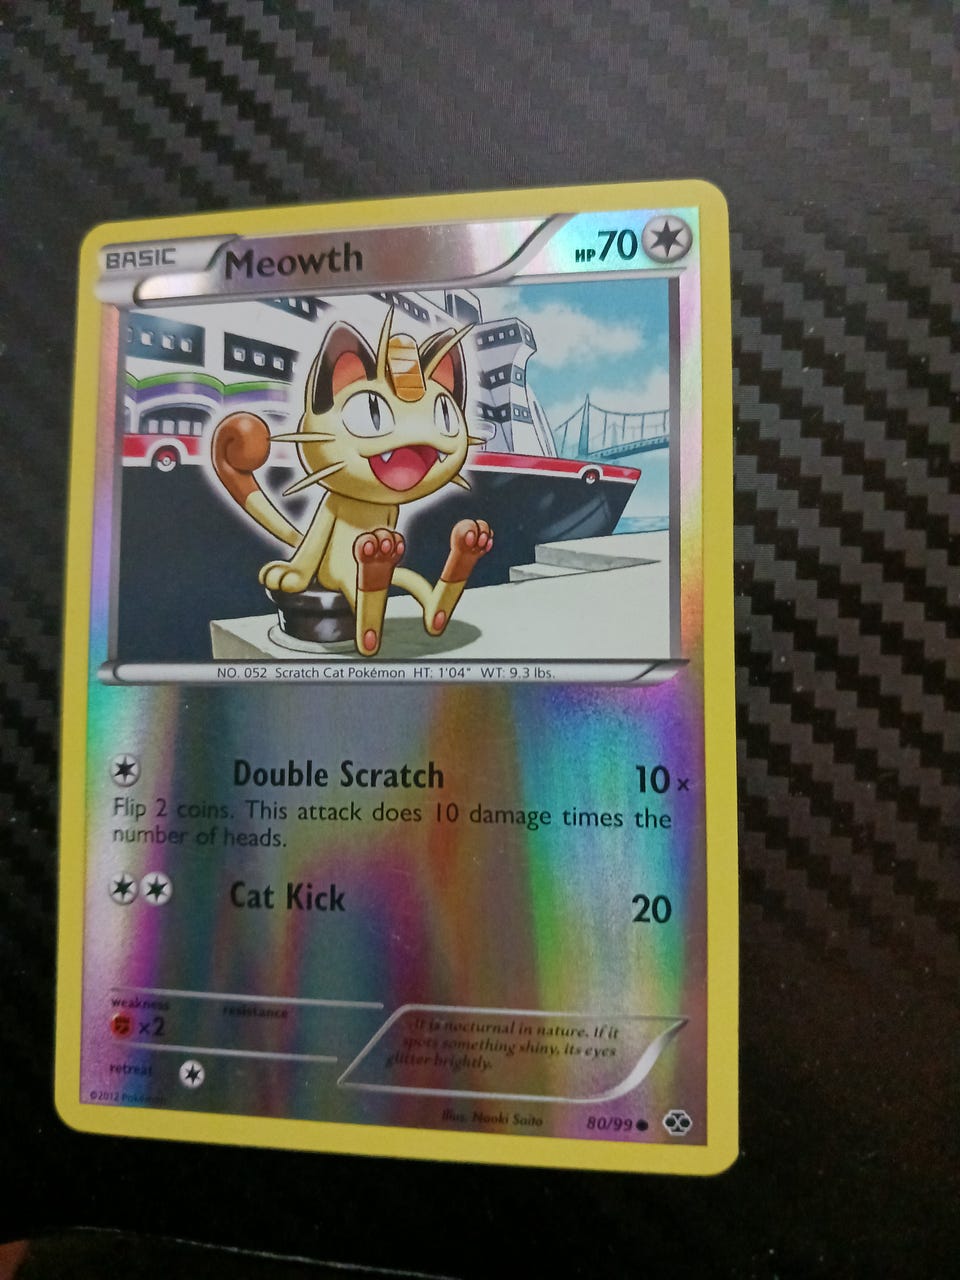 BASIC Meowth HP 70
NO. 052 Scratch Cat Pokémon HT: 1'04" WT: 9.3 lbs.
Double Scratch 10×
Flip 2 coins. This attack does 10 damage times the
number of heads.
Cat Kick 20
weakness resistance
×2
retreat
It is nocturnal in nature. If it
spots something shiny, its eyes
glitter brightly.
©2012 Pokémon
Illus. Naoki Saito 80/99